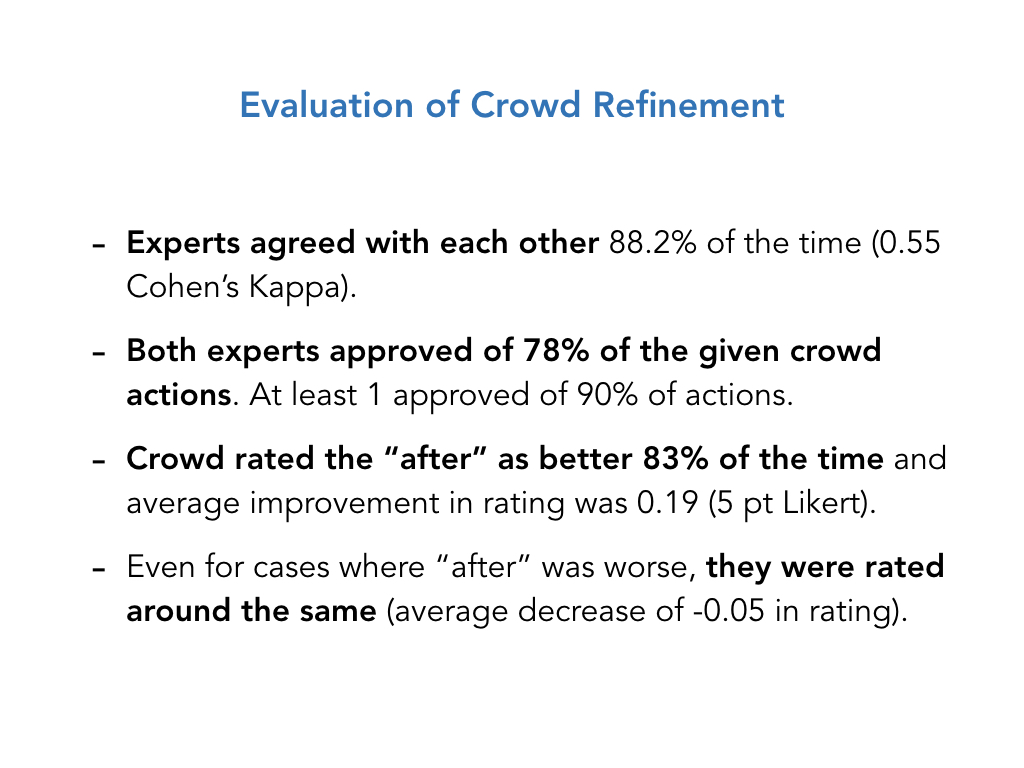 Evaluation of Crowd Refinement
- Experts agreed with each other 88.2% of the time (0.55
Cohen’s Kappa).
- Both experts approved of 78% of the given crowd
actions. At least 1 approved of 90% of actions.
- Crowd rated the “after” as better 83% of the time and
average improvement in rating was 0.19 (5 pt Likert).
- Even for cases where “after” was worse, they were rated
around the same (average decrease of -0.05 in rating).